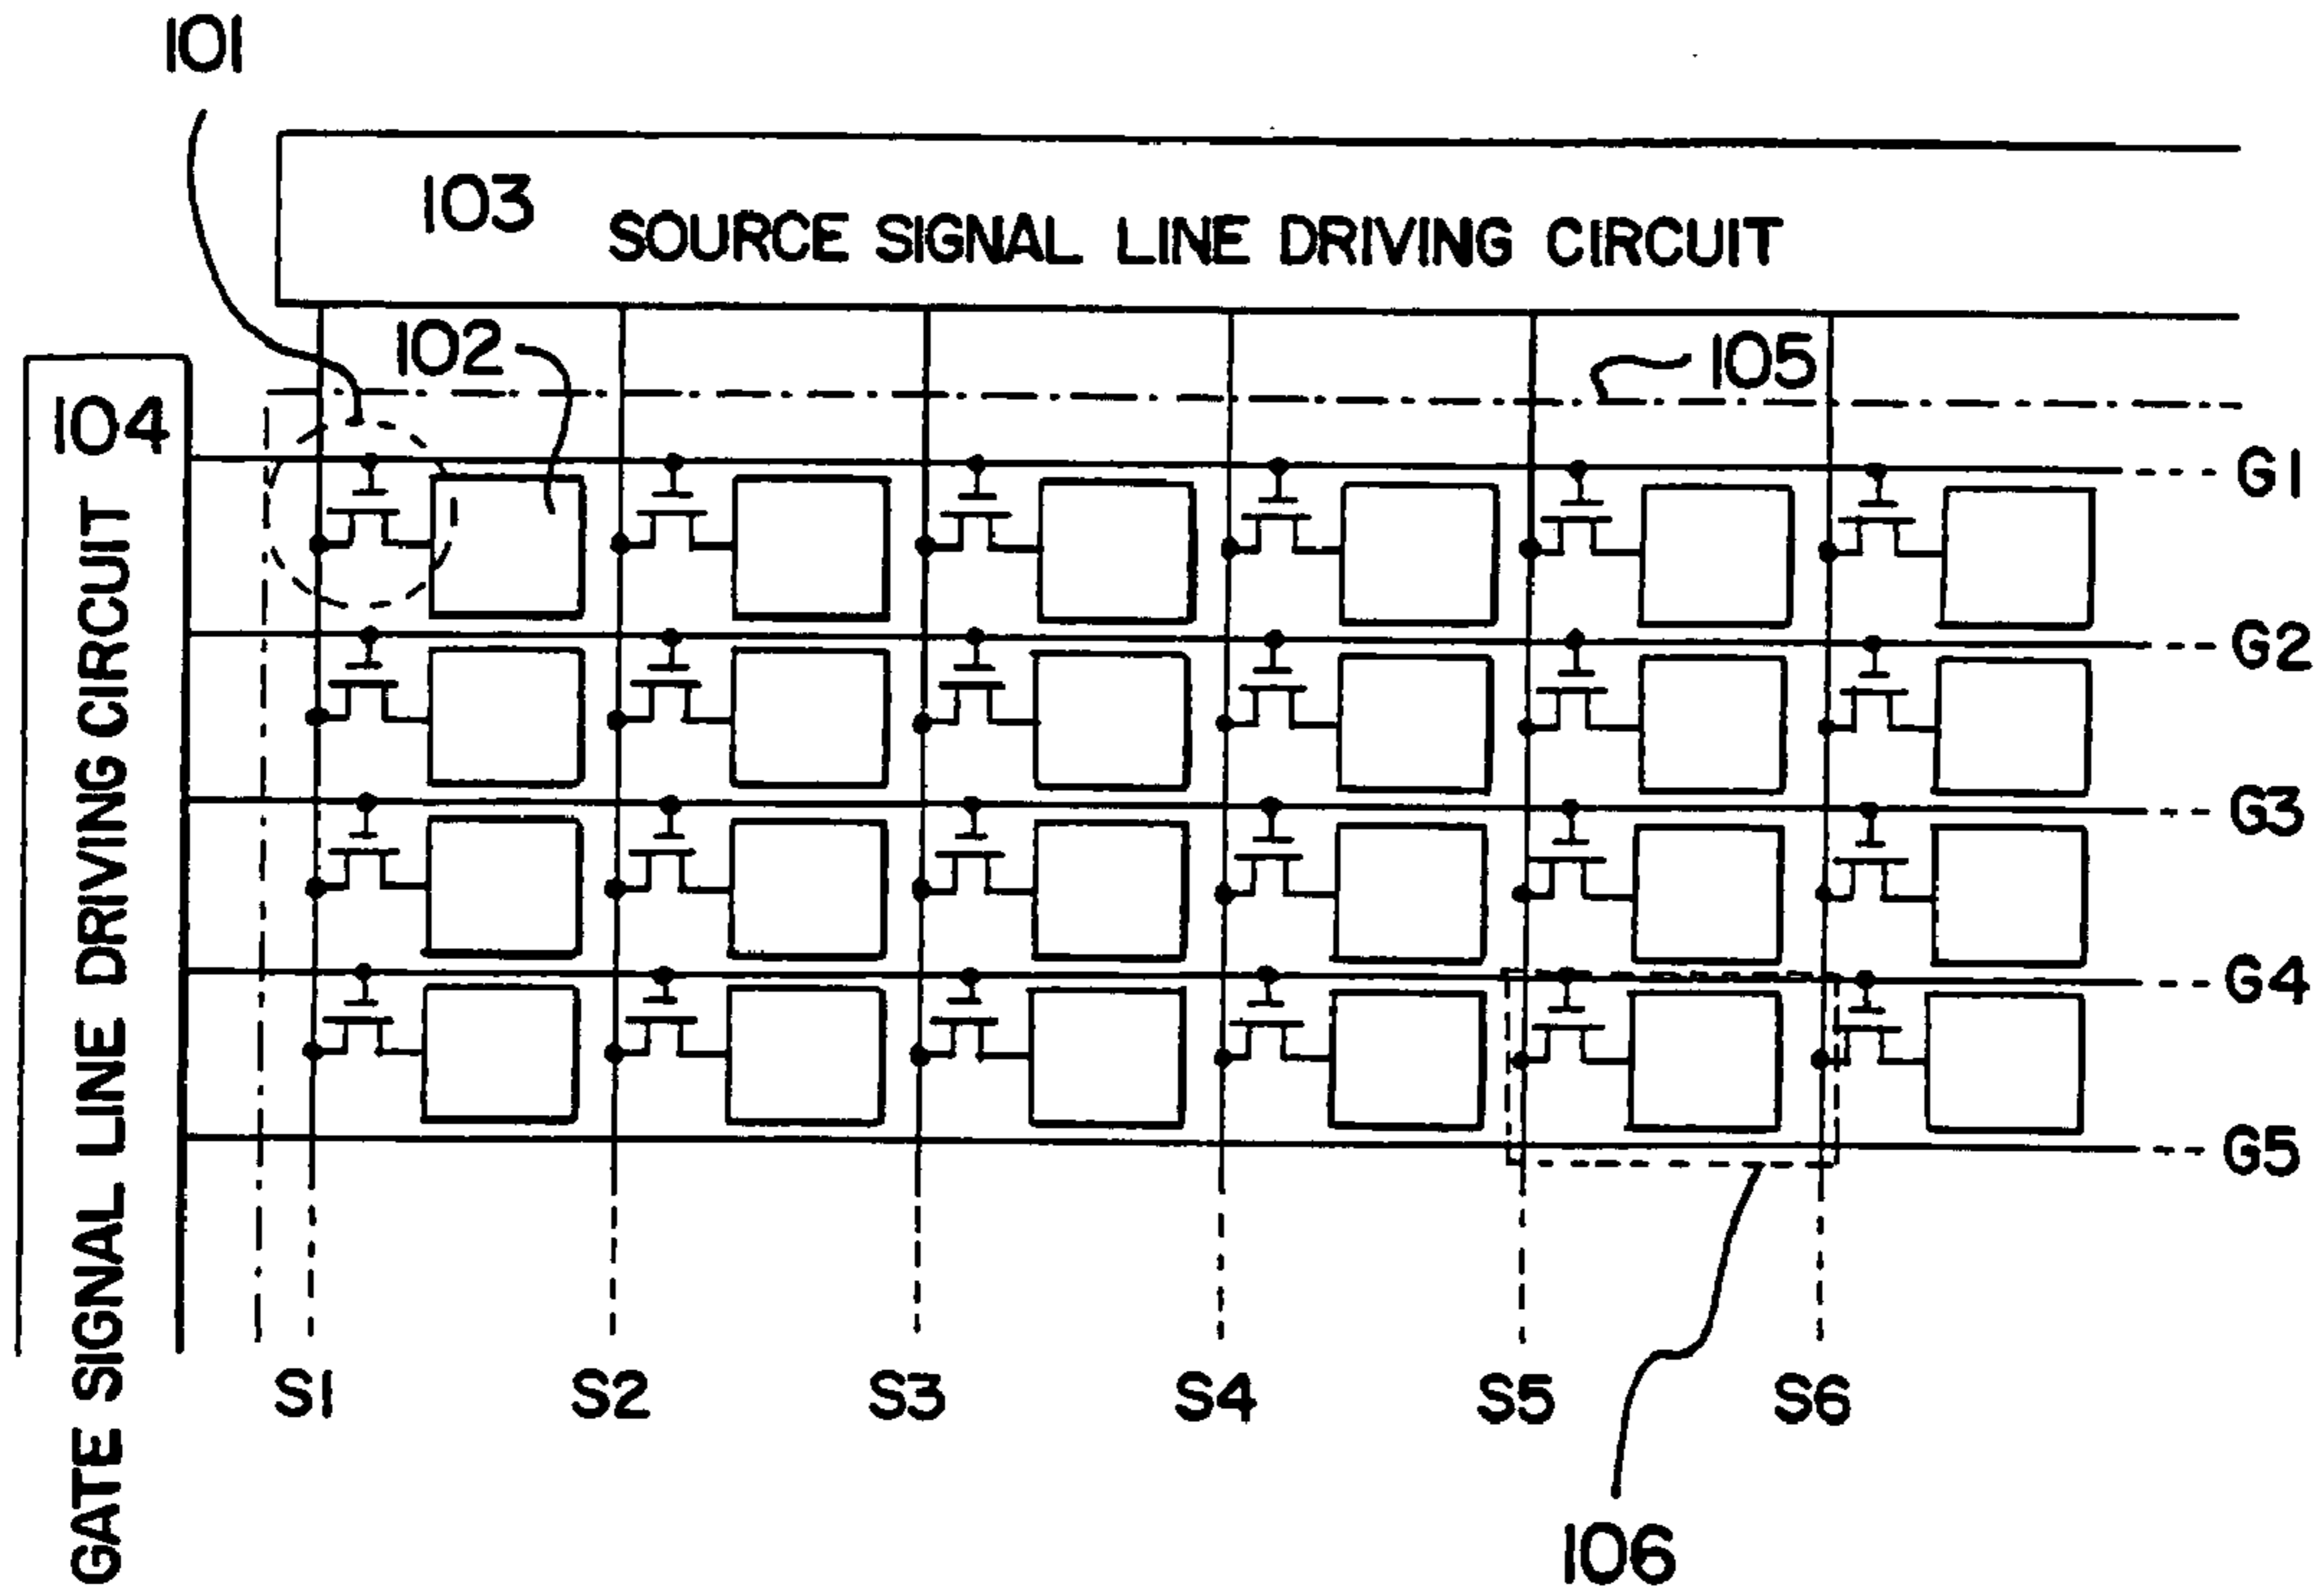 101
103
SOURCE SIGNAL LINE DRIVING CIRCUIT
102
105
104
GATE SIGNAL LINE DRIVING CIRCUIT
G1
G2
G3
G4
G5
S1
S2
S3
S4
S5
S6
106